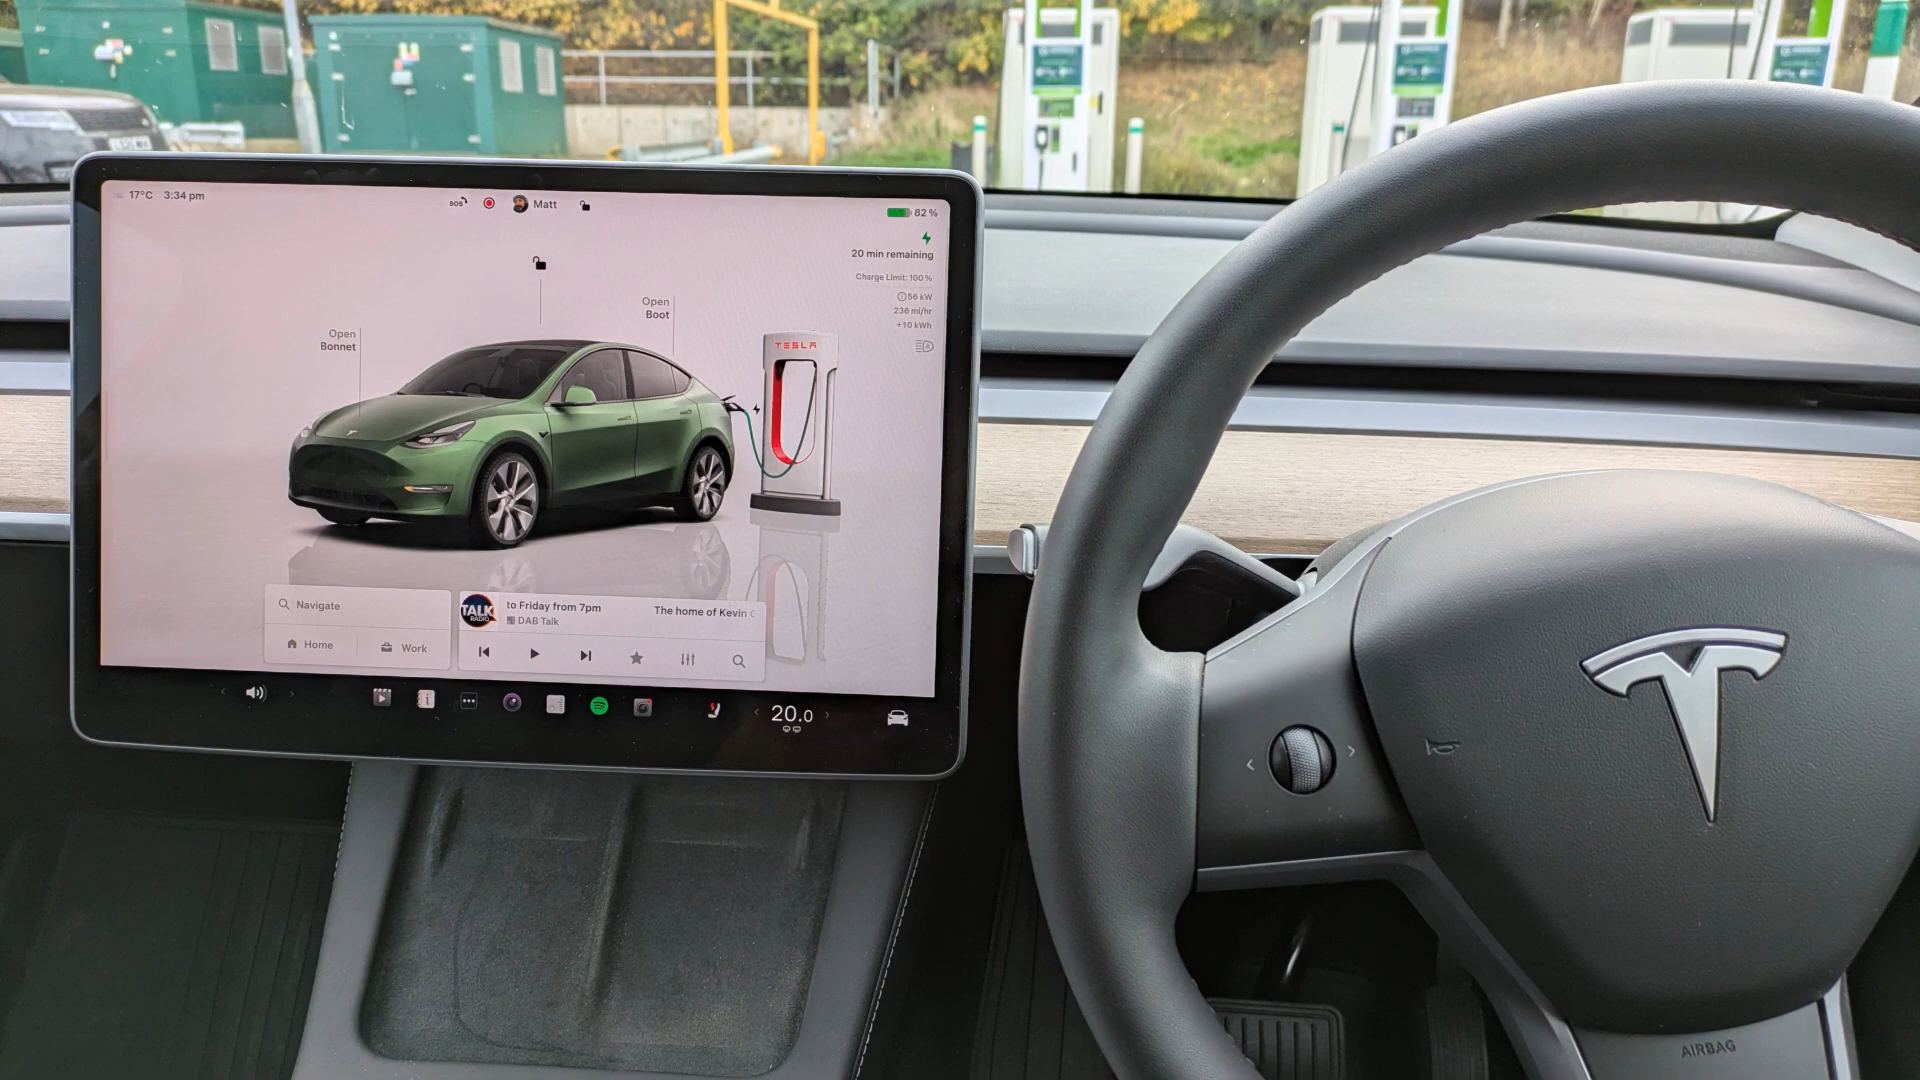 17°C 3:34 pm
SOS
Matt
82 %
20 min remaining
Charge Limit: 100 %
56 kW
236 mi/hr
+10 kWh
Open
Boot
Open
Bonnet
TESLA
Navigate
Home
Work
TALK
RADIO
to Friday from 7pm
The home of Kevin
DAB Talk
20.0
AIRBAG